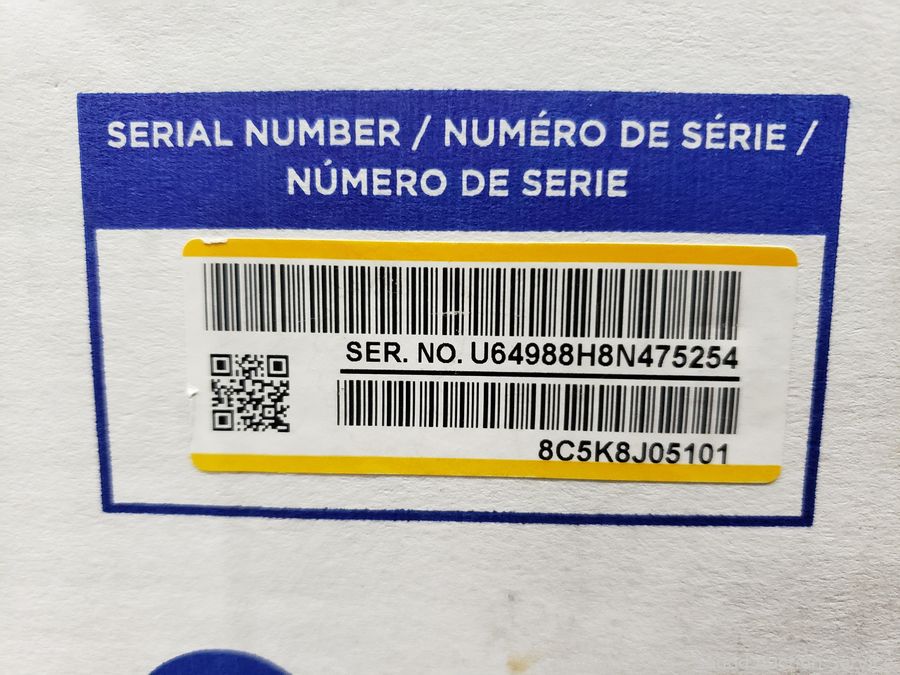 SERIAL NUMBER / NUMÉRO DE SÉRIE /
NÚMERO DE SERIE
SER. NO. U64988H8N475254
8C5K8J05101